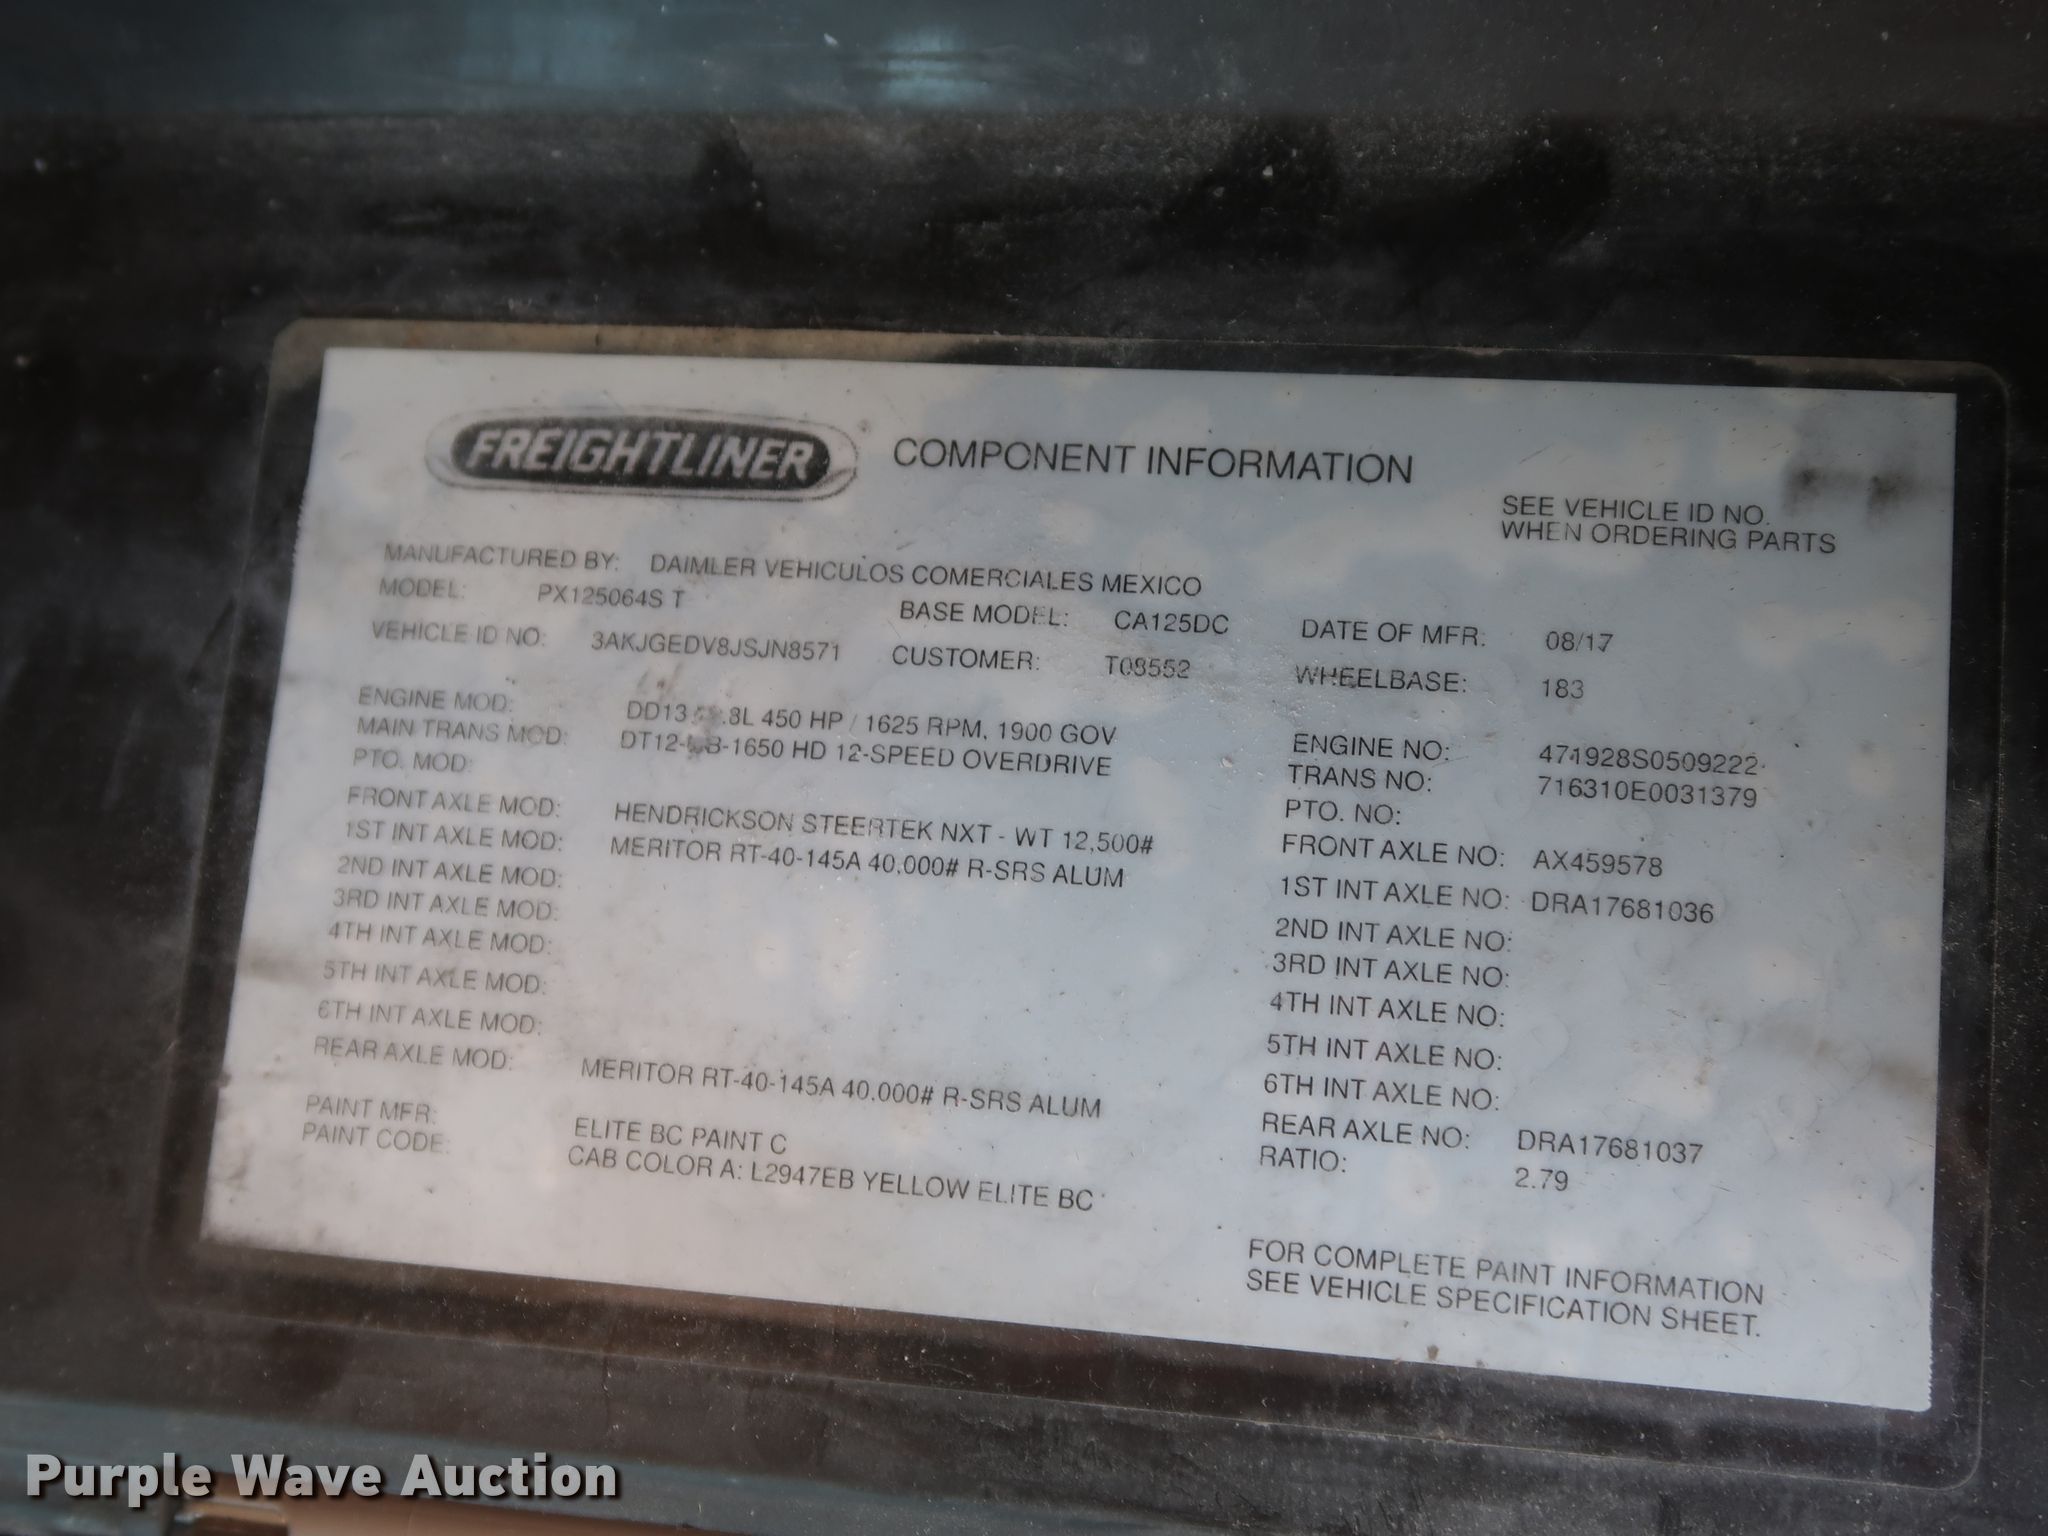 FREIGHTLINER COMPONENT INFORMATION
SEE VEHICLE ID NO.
WHEN ORDERING PARTS
MANUFACTURED BY: DAIMLER VEHICULOS COMERCIALES MEXICO
MODEL: PX125064S T BASE MODEL: CA125DC DATE OF MFR: 08/17
VEHICLE ID NO: 3AKJGEDV8JSJN8571 CUSTOMER: T08552 WHEELBASE: 183
ENGINE MOD: DD13 450 HP / 1625 RPM, 1900 GOV ENGINE NO: 471928S0509222
MAIN TRANS MOD: HD 12-SPEED OVERDRIVE TRANS NO: 716310E0031379
PTO. MOD: PTO. NO:
FRONT AXLE MOD: HENDRICKSON STEERTEK NXT - WT 12,500# FRONT AXLE NO: AX459578
1ST INT AXLE MOD: MERITOR RT-40-145A 40,000# R-SRS ALUM 1ST INT AXLE NO: DRA17681036
2ND INT AXLE MOD: 2ND INT AXLE NO:
3RD INT AXLE MOD: 3RD INT AXLE NO:
4TH INT AXLE MOD: 4TH INT AXLE NO:
5TH INT AXLE MOD: 5TH INT AXLE NO:
6TH INT AXLE MOD: 6TH INT AXLE NO:
REAR AXLE MOD: MERITOR RT-40-145A 40,000# R-SRS ALUM REAR AXLE NO: DRA17681037
RATIO: 2.79
PAINT MFR: ELITE BC PAINT C
PAINT CODE: CAB COLOR A: L2947EB YELLOW ELITE BC
FOR COMPLETE PAINT INFORMATION
SEE VEHICLE SPECIFICATION SHEET.
Purple Wave Auction